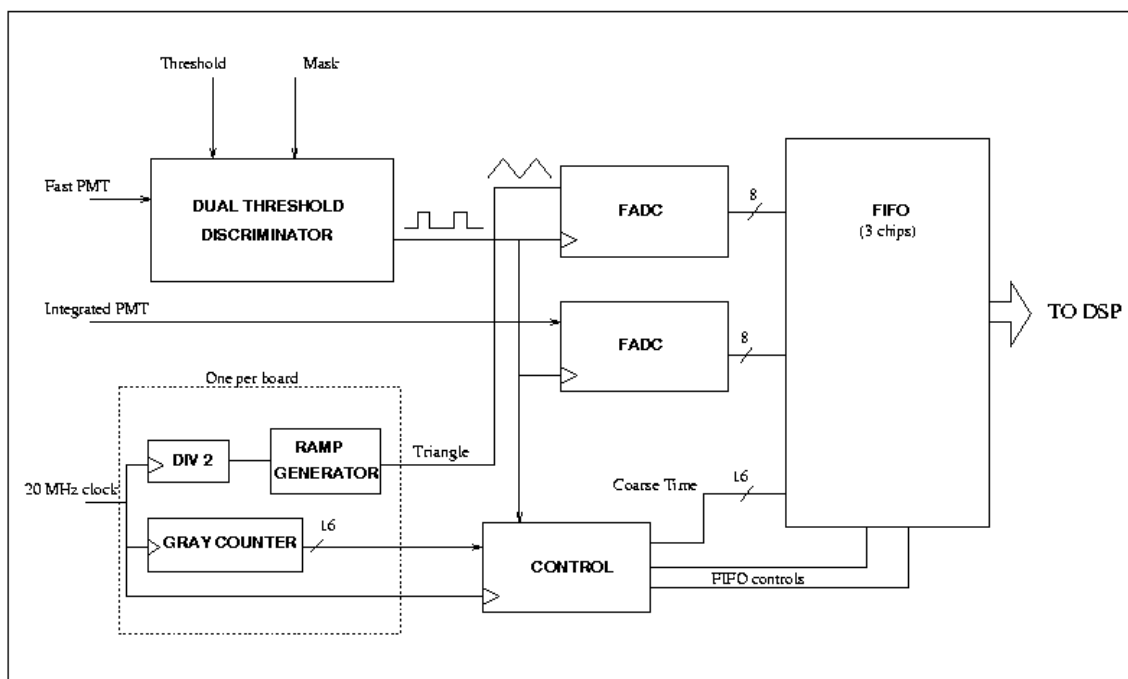 Threshold
Mask
Fast PMT
DUAL THRESHOLD
DISCRIMINATOR
FADC
8
FIFO
(3 chips)
Integrated PMT
FADC
8
TO DSP
One per board
DIV 2
RAMP
GENERATOR
Triangle
20 MHz clock
Coarse Time
16
GRAY COUNTER
16
CONTROL
FIFO controls